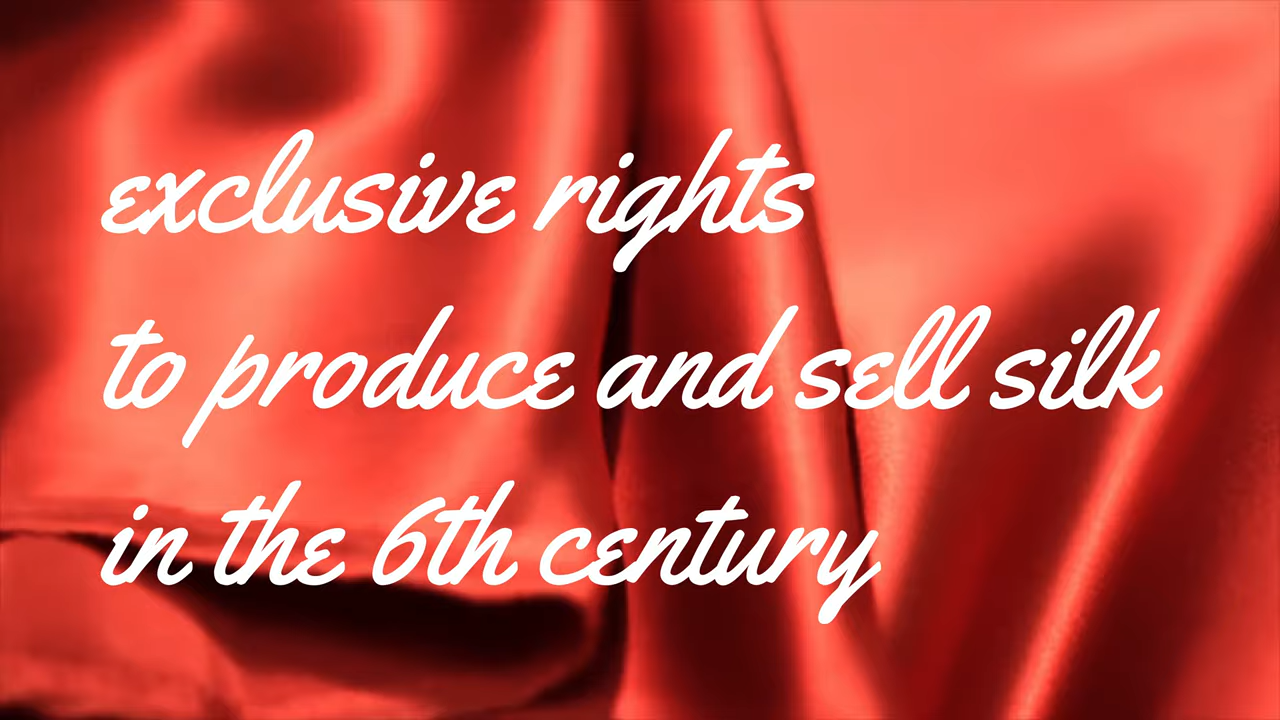 exclusive rights
to produce and sell silk
in the 6th century